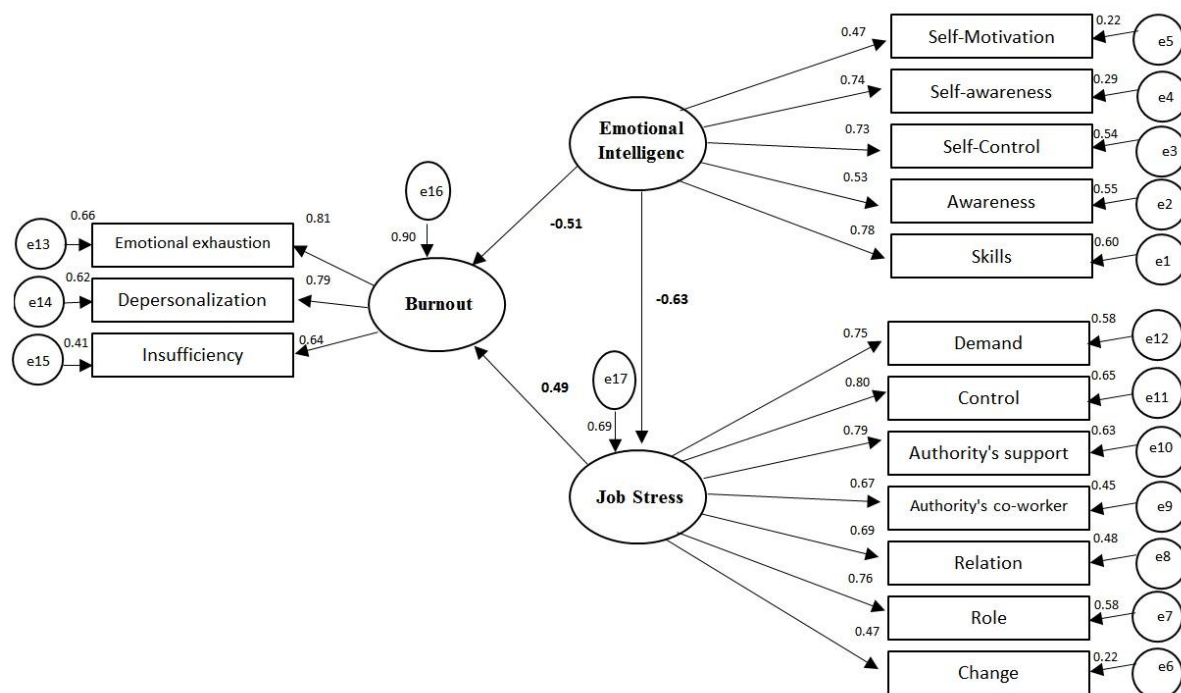 0.47
Self-Motivation
0.22
e5
0.74
Self-awareness
0.29
e4
0.73
Self-Control
0.54
e3
0.53
Awareness
0.55
e2
0.78
Skills
0.60
e1
Emotional
Intelligenc
e16
0.90
-0.51
-0.63
e13
0.66
Emotional exhaustion
0.81
e14
0.62
Depersonalization
0.79
e15
0.41
Insufficiency
0.64
Burnout
0.49
e17
0.69
Job Stress
0.75
Demand
0.58
e12
0.80
Control
0.65
e11
0.79
Authority's support
0.63
e10
0.67
Authority's co-worker
0.45
e9
0.69
Relation
0.48
e8
0.76
Role
0.58
e7
0.47
Change
0.22
e6